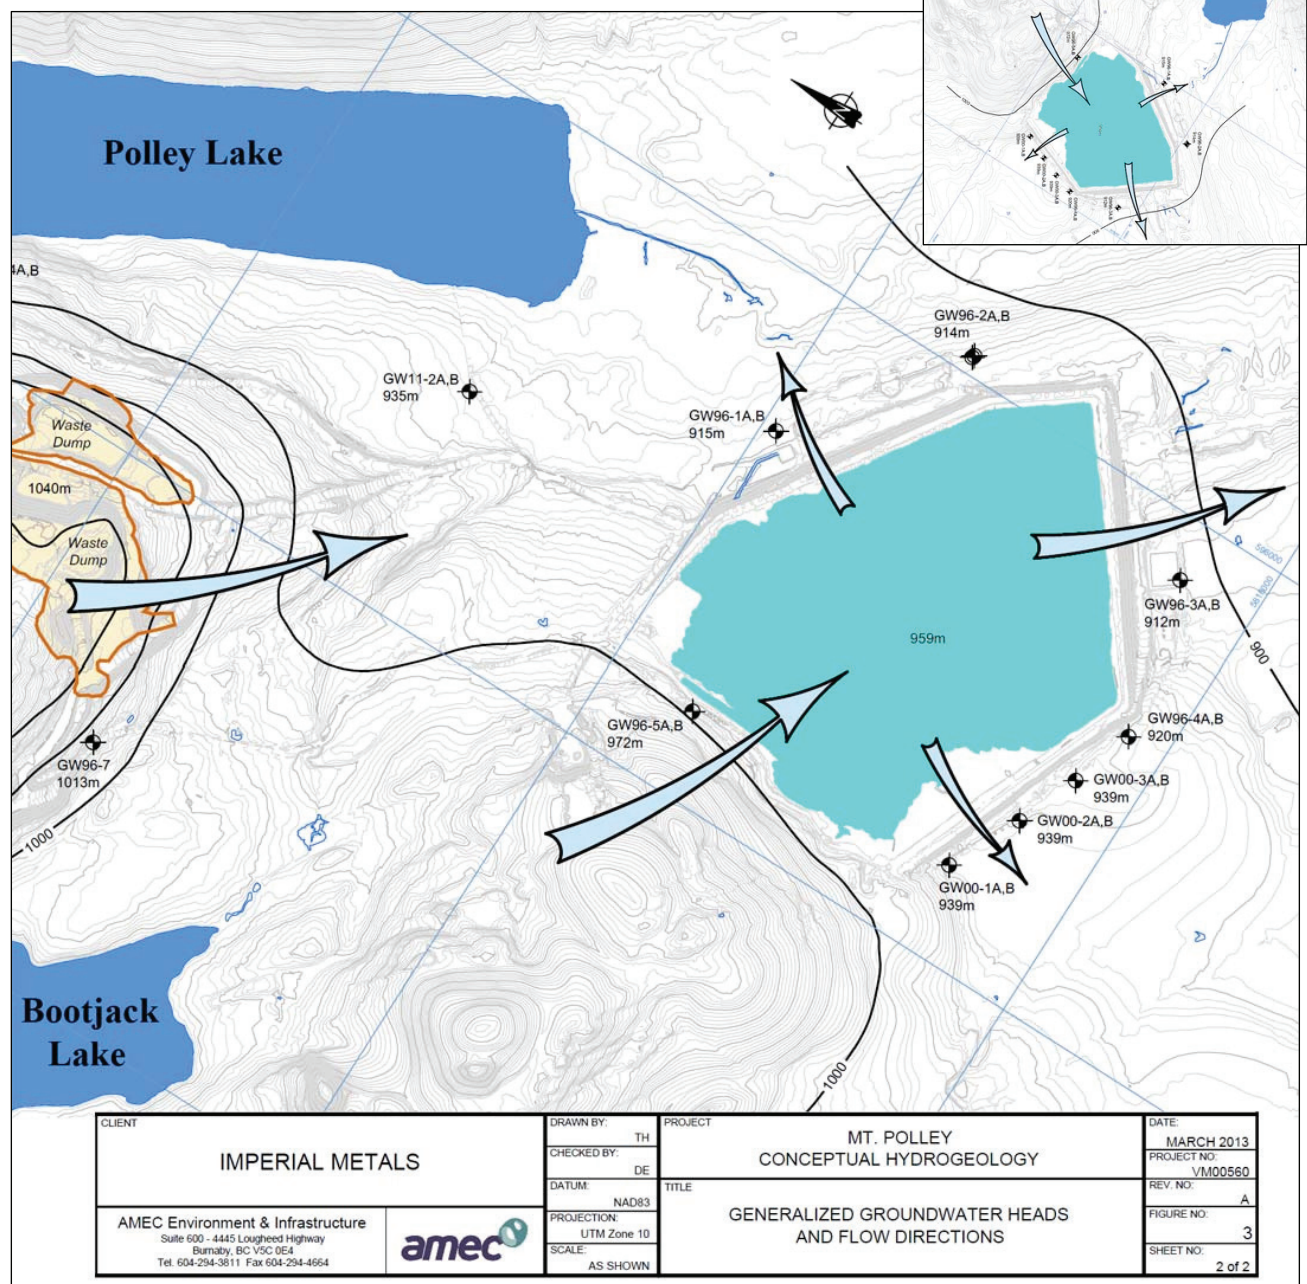 Polley Lake
4A,B
GW96-2A,B
914m
GW11-2A,B
935m
GW96-1A,B
915m
Waste
Dump
1040m
Waste
Dump
596000
5818000
GW96-3A,B
912m
959m
900
GW96-5A,B
972m
GW96-4A,B
920m
GW96-7
1013m
GW00-3A,B
939m
GW00-2A,B
939m
1000
GW00-1A,B
939m
Bootjack
Lake
1000
CLIENT
IMPERIAL METALS
AMEC Environment & Infrastructure
Suite 600 - 4445 Lougheed Highway
Burnaby, BC V5C 0E4
Tel. 604-294-3811 Fax 604-294-4664
amec
DRAWN BY:
TH
CHECKED BY:
DE
DATUM:
NAD83
PROJECTION:
UTM Zone 10
SCALE:
AS SHOWN
PROJECT
MT. POLLEY
CONCEPTUAL HYDROGEOLOGY
TITLE
GENERALIZED GROUNDWATER HEADS
AND FLOW DIRECTIONS
DATE:
MARCH 2013
PROJECT NO:
VM00560
REV. NO:
A
FIGURE NO:
3
SHEET NO:
2 of 2